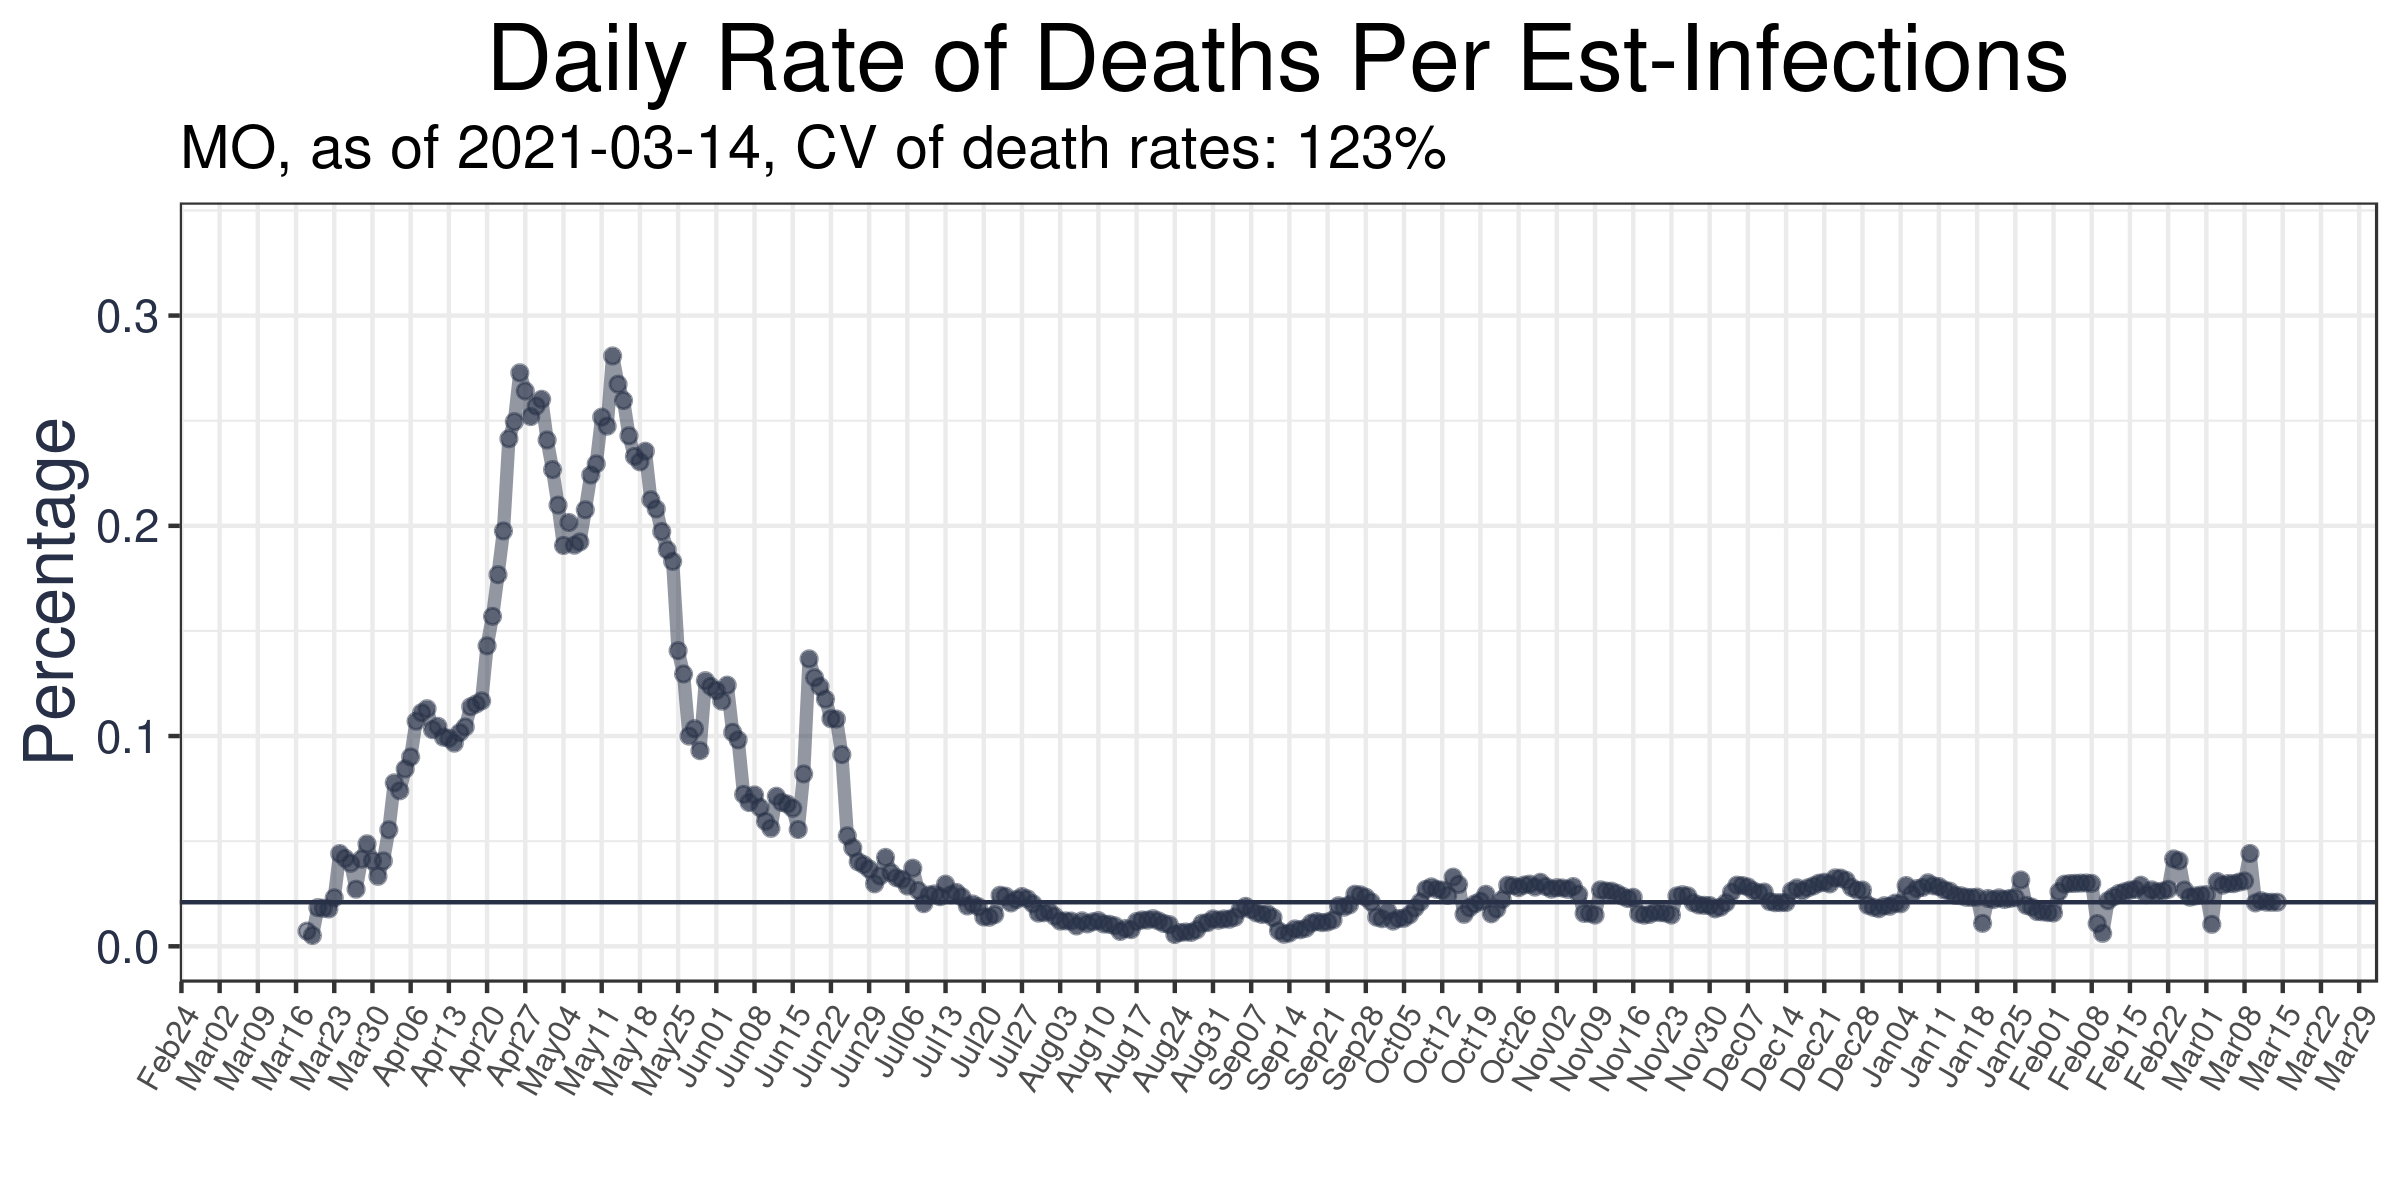 Daily Rate of Deaths Per Est-Infections
MO, as of 2021-03-14, CV of death rates: 123%
Percentage
0.3
0.2
0.1
0.0
Feb24
Mar02
Mar09
Mar16
Mar23
Mar30
Apr06
Apr13
Apr20
Apr27
May04
May11
May18
May25
Jun01
Jun08
Jun15
Jun22
Jun29
Jul06
Jul13
Jul20
Jul27
Aug03
Aug10
Aug17
Aug24
Aug31
Sep07
Sep14
Sep21
Sep28
Oct05
Oct12
Oct19
Oct26
Nov02
Nov09
Nov16
Nov23
Nov30
Dec07
Dec14
Dec21
Dec28
Jan04
Jan11
Jan18
Jan25
Feb01
Feb08
Feb15
Feb22
Mar01
Mar08
Mar15
Mar22
Mar29